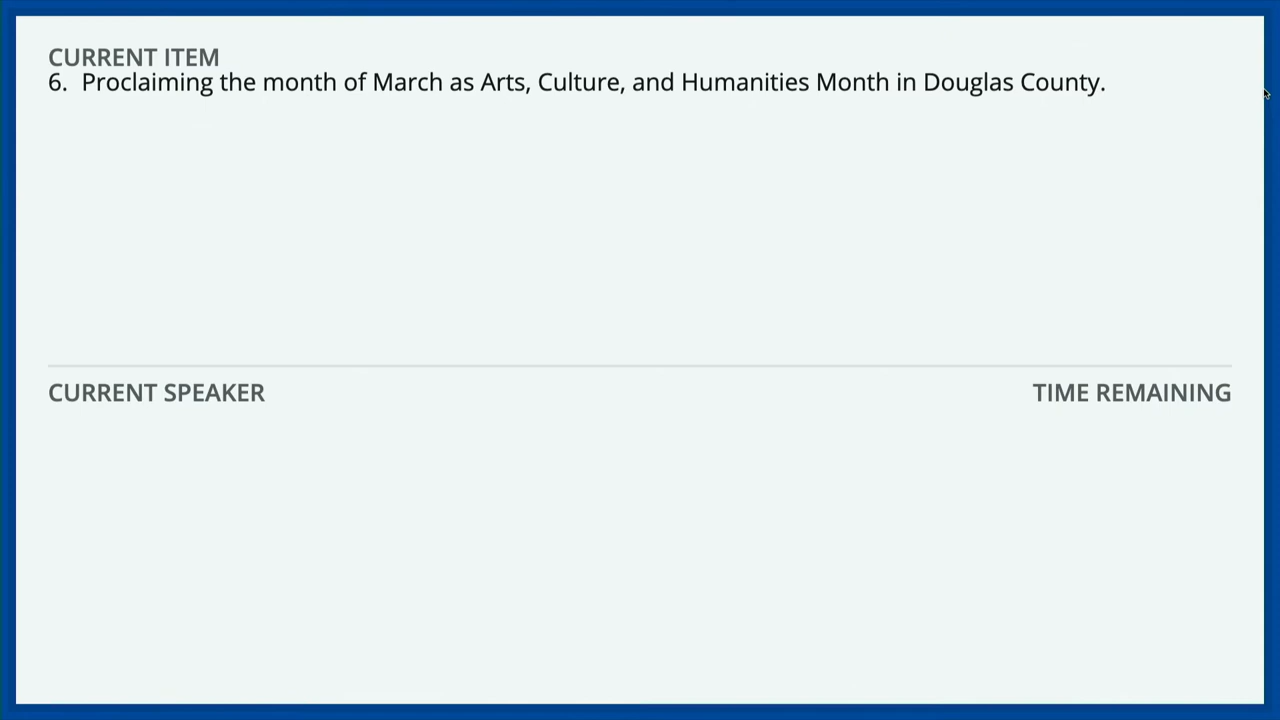 CURRENT ITEM
6. Proclaiming the month of March as Arts, Culture, and Humanities Month in Douglas County.
CURRENT SPEAKER
TIME REMAINING